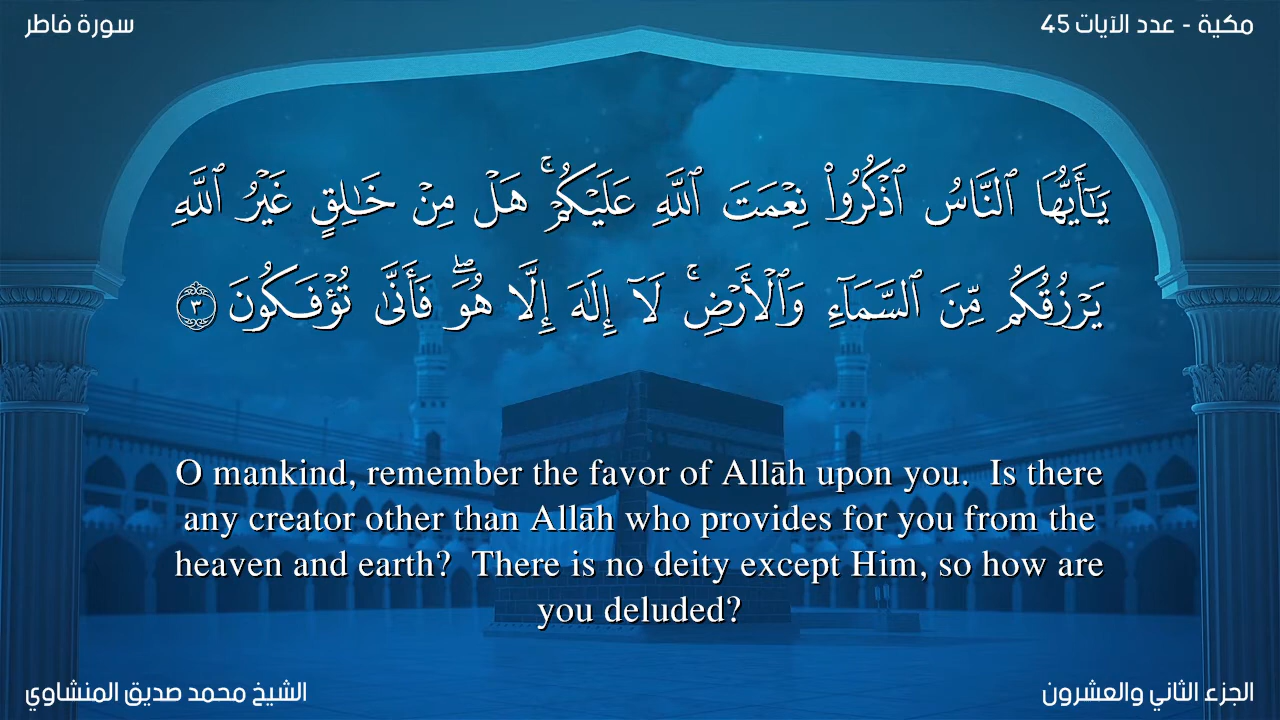 سورة فاطر
مكية - عدد الآيات 45
يَـٰٓأَيُّهَا ٱلنَّاسُ ٱذْكُرُوا۟ نِعْمَتَ ٱللَّهِ عَلَيْكُمْ ۚ هَلْ مِنْ خَـٰلِقٍ غَيْرُ ٱللَّهِ
يَرْزُقُكُم مِّنَ ٱلسَّمَآءِ وَٱلْأَرْضِ ۚ لَآ إِلَـٰهَ إِلَّا هُوَ ۖ فَأَنَّىٰ تُؤْفَكُونَ ٣
O mankind, remember the favor of Allāh upon you.  Is there
any creator other than Allāh who provides for you from the
heaven and earth?  There is no deity except Him, so how are
you deluded?
الشيخ محمد صديق المنشاوي
الجزء الثاني والعشرون